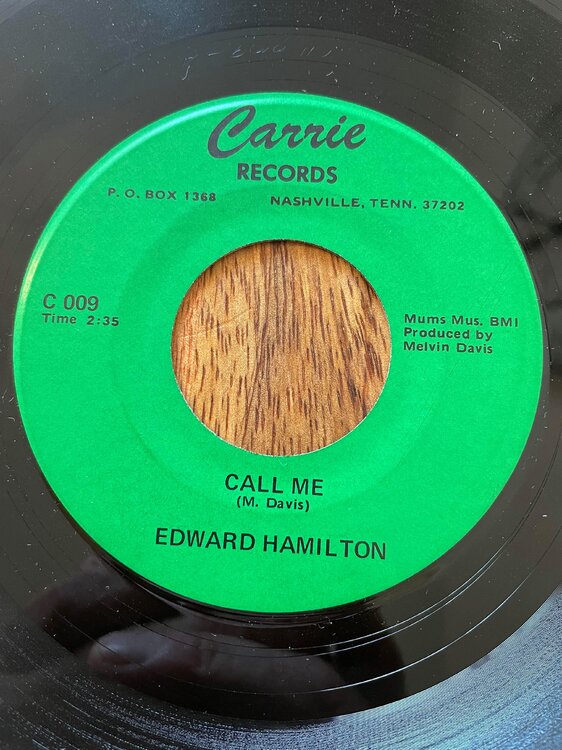 Carrie
RECORDS
P. O. BOX 1368 NASHVILLE, TENN. 37202
C 009
Time 2:35
Mums Mus. BMI
Produced by
Melvin Davis
CALL ME
(M. Davis)
EDWARD HAMILTON